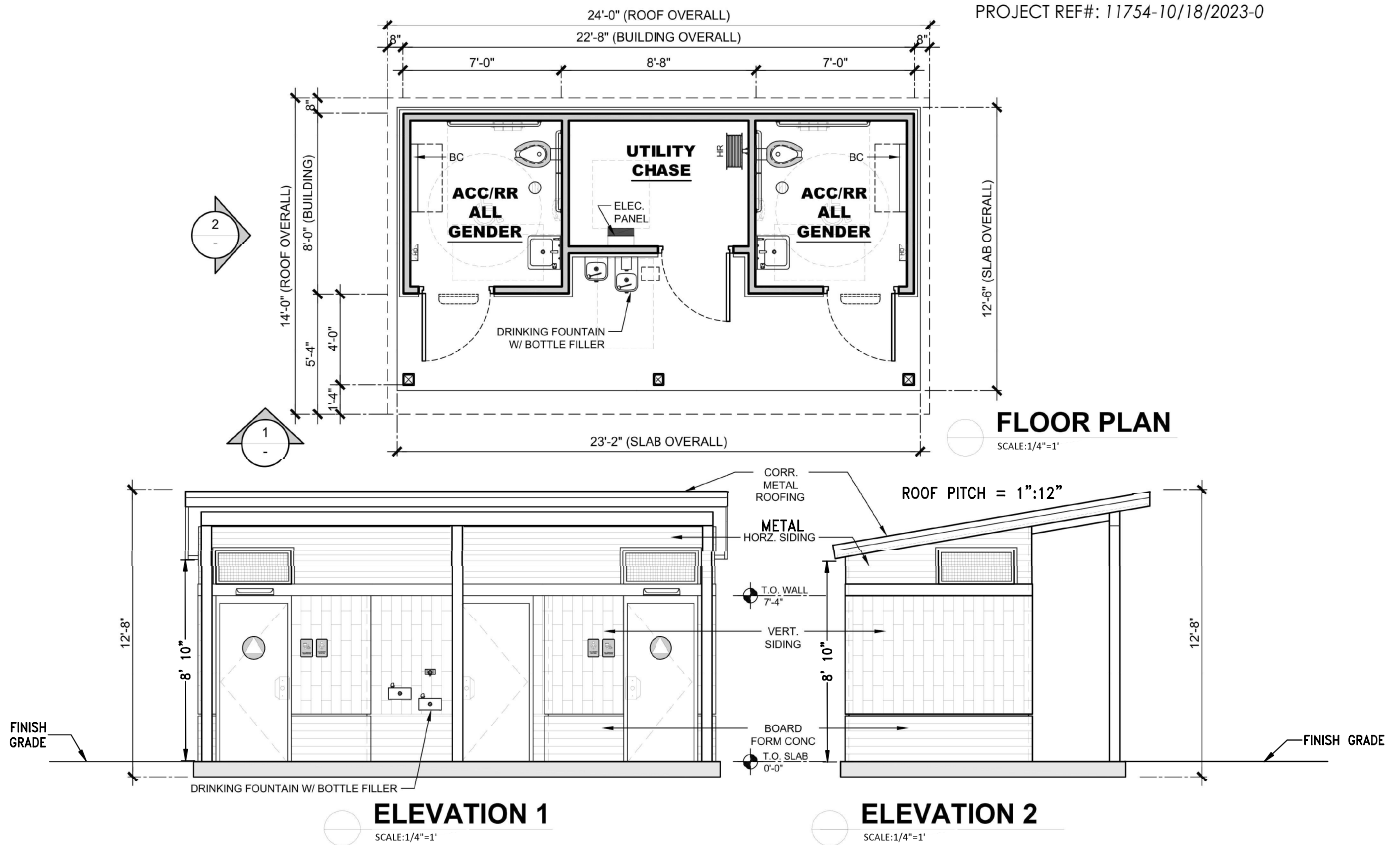 PROJECT REF#: 11754-10/18/2023-0
24'-0" (ROOF OVERALL)
8"
22'-8" (BUILDING OVERALL)
8"
7'-0"
8'-8"
7'-0"
14'-0" (ROOF OVERALL)
8"
8'-0" (BUILDING)
5'-4"
4'-0"
1'-4"
12'-6" (SLAB OVERALL)
BC
ACC/RR
ALL
GENDER
UTILITY
CHASE
HR
ELEC.
PANEL
BC
ACC/RR
ALL
GENDER
HD
HD
DRINKING FOUNTAIN
W/ BOTTLE FILLER
2
-
1
-
23'-2" (SLAB OVERALL)
FLOOR PLAN
SCALE:1/4"=1'
CORR.
METAL
ROOFING
METAL
HORZ. SIDING
T.O. WALL
7'-4"
VERT.
SIDING
BOARD
FORM CONC
T.O. SLAB
0'-0"
12'-8"
8' 10"
FINISH
GRADE
DRINKING FOUNTAIN W/ BOTTLE FILLER
ELEVATION 1
SCALE:1/4"=1'
ROOF PITCH = 1":12"
8' 10"
12'-8"
FINISH GRADE
ELEVATION 2
SCALE:1/4"=1'